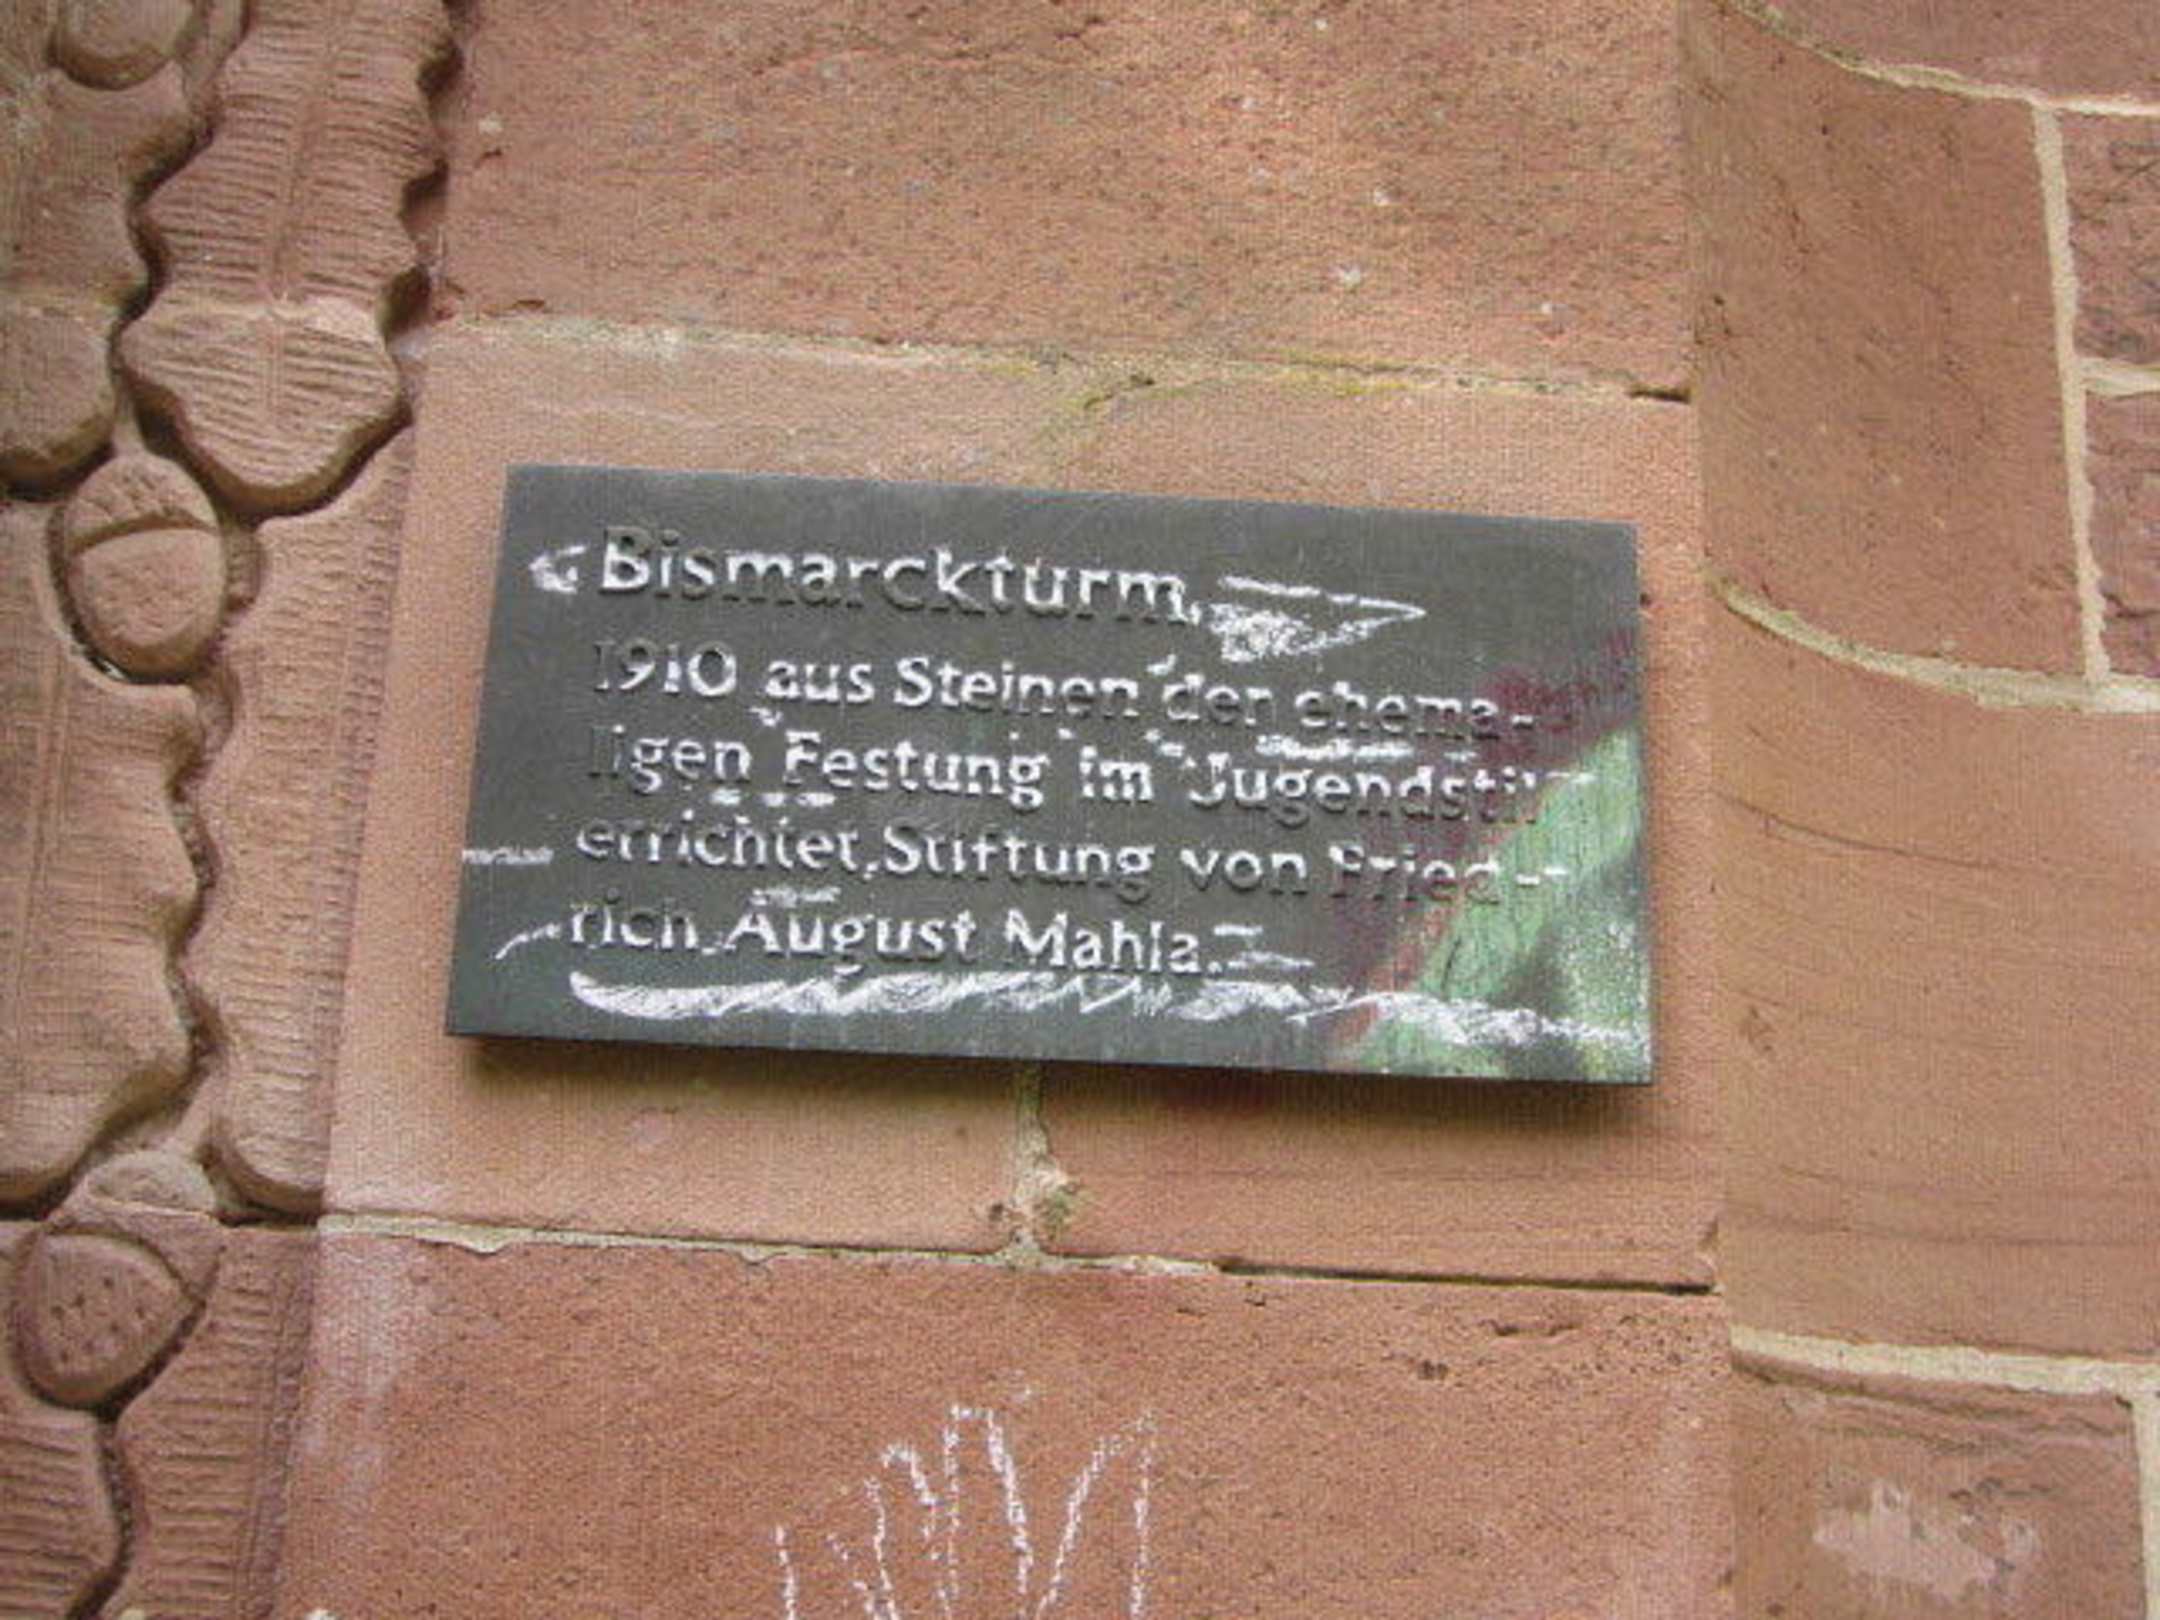 Bismarckturm,
1910 aus Steinen der ehema-
ligen Festung im Jugendstil
errichtet, Stiftung von Fried-
rich August Mahla.